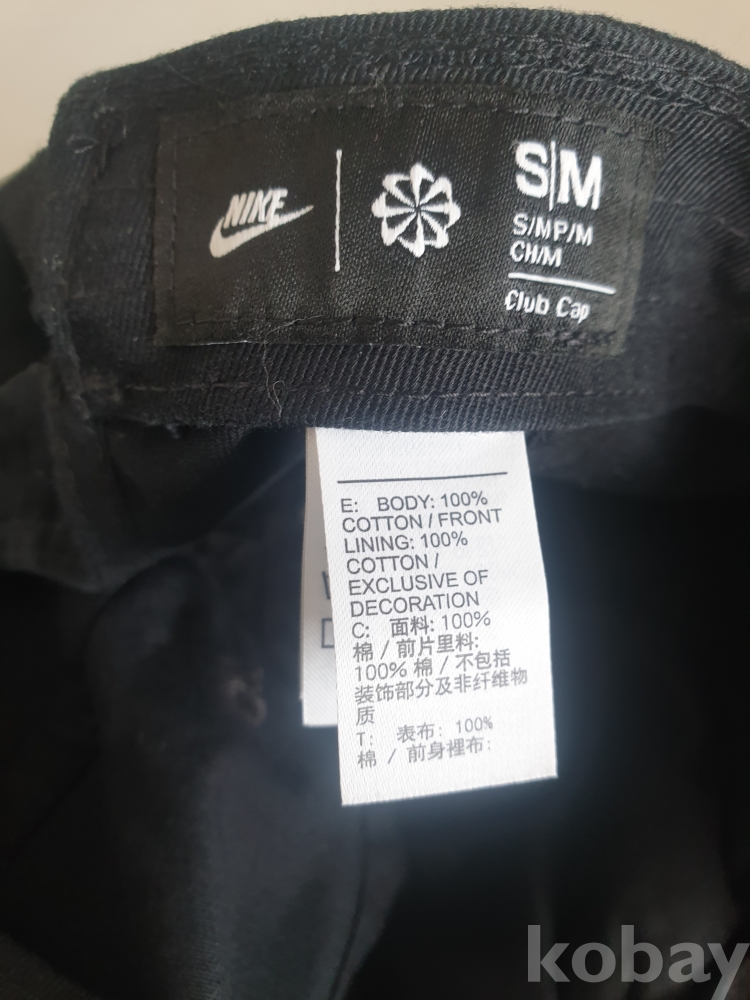 NIKE
S|M
S/MP/M
CH/M
Club Cap
E: BODY: 100%
COTTON / FRONT
LINING: 100%
COTTON /
EXCLUSIVE OF
DECORATION
C: 面料: 100%
棉 / 前片里料:
100% 棉 / 不包括
装饰部分及非纤维物
质
T: 表布: 100%
棉 / 前身裡布:
kobay